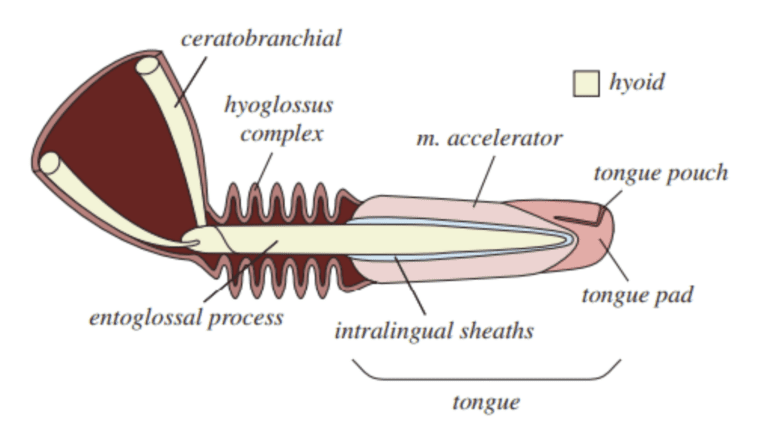 ceratobranchial
hyoid
hyoglossus
complex
m. accelerator
tongue pouch
tongue pad
entoglossal process
intralingual sheaths
tongue